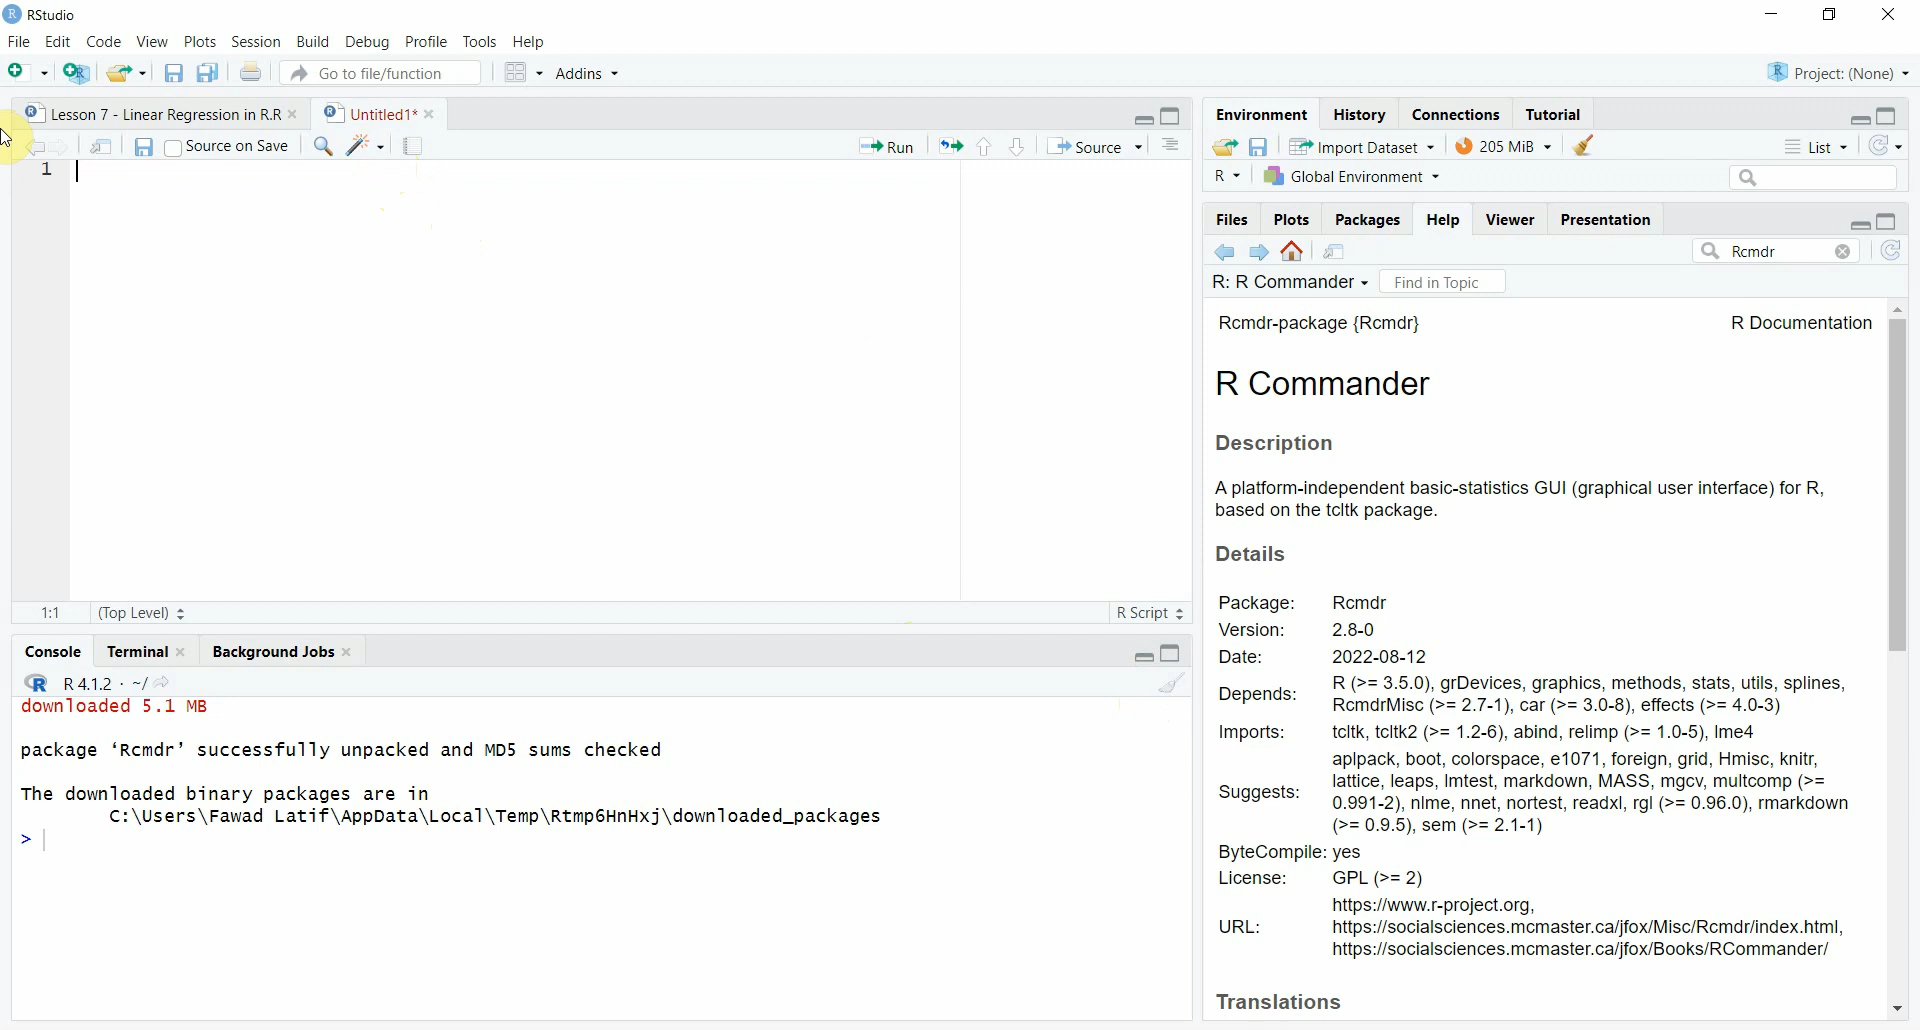 RStudio
File Edit Code View Plots Session Build Debug Profile Tools Help
Go to file/function Addins Project: (None)
Lesson 7 - Linear Regression in R.R Untitled1*
Source on Save Run Source
1
1:1 (Top Level) R Script
Console Terminal Background Jobs
R 4.1.2 · ~/
downloaded 5.1 MB
package ‘Rcmdr’ successfully unpacked and MD5 sums checked
The downloaded binary packages are in
C:\Users\Fawad Latif\AppData\Local\Temp\Rtmp6HnHxj\downloaded_packages
>
Environment History Connections Tutorial
Import Dataset 205 MiB List
R Global Environment
Files Plots Packages Help Viewer Presentation
Rcmdr
R: R Commander Find in Topic
Rcmdr-package {Rcmdr} R Documentation
R Commander
Description
A platform-independent basic-statistics GUI (graphical user interface) for R,
based on the tcltk package.
Details
Package: Rcmdr
Version: 2.8-0
Date: 2022-08-12
Depends: R (>= 3.5.0), grDevices, graphics, methods, stats, utils, splines,
RcmdrMisc (>= 2.7-1), car (>= 3.0-8), effects (>= 4.0-3)
Imports: tcltk, tcltk2 (>= 1.2-6), abind, relimp (>= 1.0-5), lme4
Suggests: aplpack, boot, colorspace, e1071, foreign, grid, Hmisc, knitr,
lattice, leaps, lmtest, markdown, MASS, mgcv, multcomp (>=
0.991-2), nlme, nnet, nortest, readxl, rgl (>= 0.96.0), rmarkdown
(>= 0.9.5), sem (>= 2.1-1)
ByteCompile: yes
License: GPL (>= 2)
URL: https://www.r-project.org,
https://socialsciences.mcmaster.ca/jfox/Misc/Rcmdr/index.html,
https://socialsciences.mcmaster.ca/jfox/Books/RCommander/
Translations